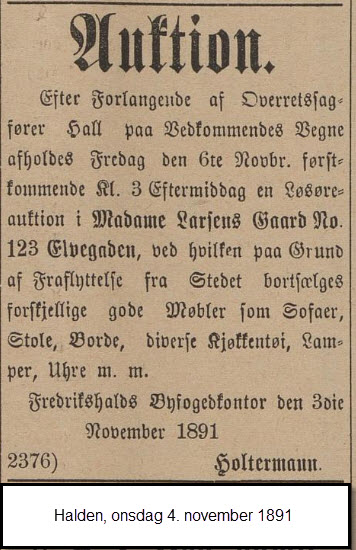 Auktion.
Efter Forlangende af Overretssag-
fører Hall paa Vedkommendes Vegne
afholdes Fredag den 6te Novbr. først-
kommende Kl. 3 Eftermiddag en Løsøre-
auktion i Madame Larsens Gaard No.
123 Elvegaden, ved hvilken paa Grund
af Fraflyttelse fra Stedet bortsælges
forskjellige gode Møbler som Sofaer,
Stole, Borde, diverse Kjøkkentøi, Lam-
per, Uhre m. m.
Fredrikshalds Byfogedkontor den 3die
November 1891
2376) Holtermann.
Halden, onsdag 4. november 1891